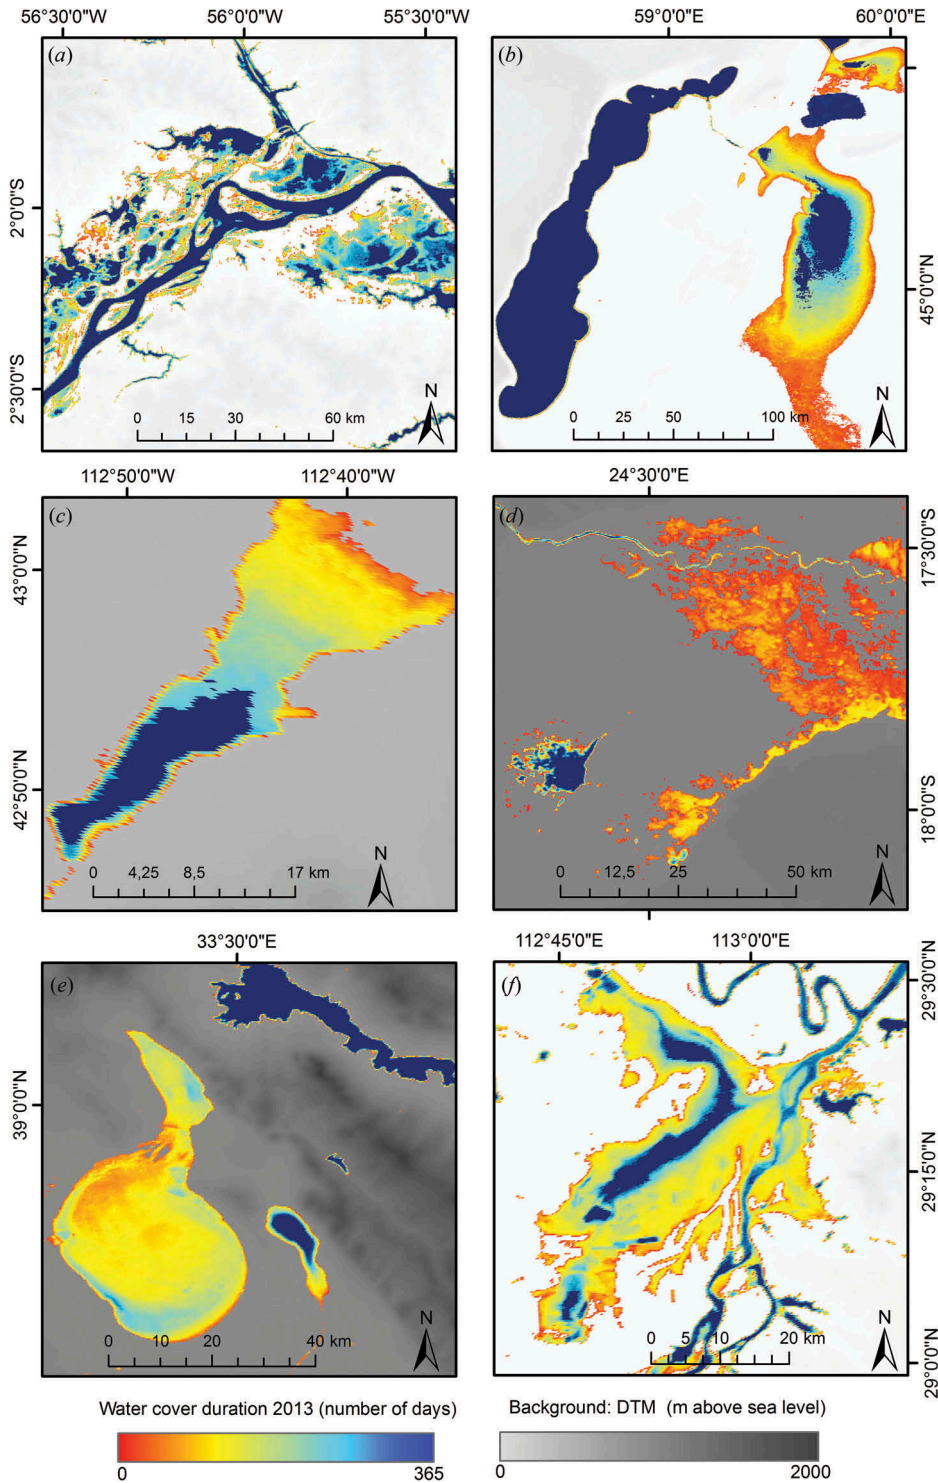 56°30'0"W 56°0'0"W 55°30'0"W
59°0'0"E 60°0'0"E
(a)
2°0'0"S
2°30'0"S
N
0 15 30 60 km
(b)
45°0'0"N
N
0 25 50 100 km
112°50'0"W 112°40'0"W
24°30'0"E
(c)
43°0'0"N
42°50'0"N
N
0 4,25 8,5 17 km
(d)
17°30'0"S
18°0'0"S
N
0 12,5 25 50 km
33°30'0"E
112°45'0"E 113°0'0"E
(e)
39°0'0"N
N
0 10 20 40 km
(f)
29°30'0"N
29°15'0"N
29°0'0"N
N
0 5 10 20 km
Water cover duration 2013 (number of days)
0 365
Background: DTM (m above sea level)
0 2000